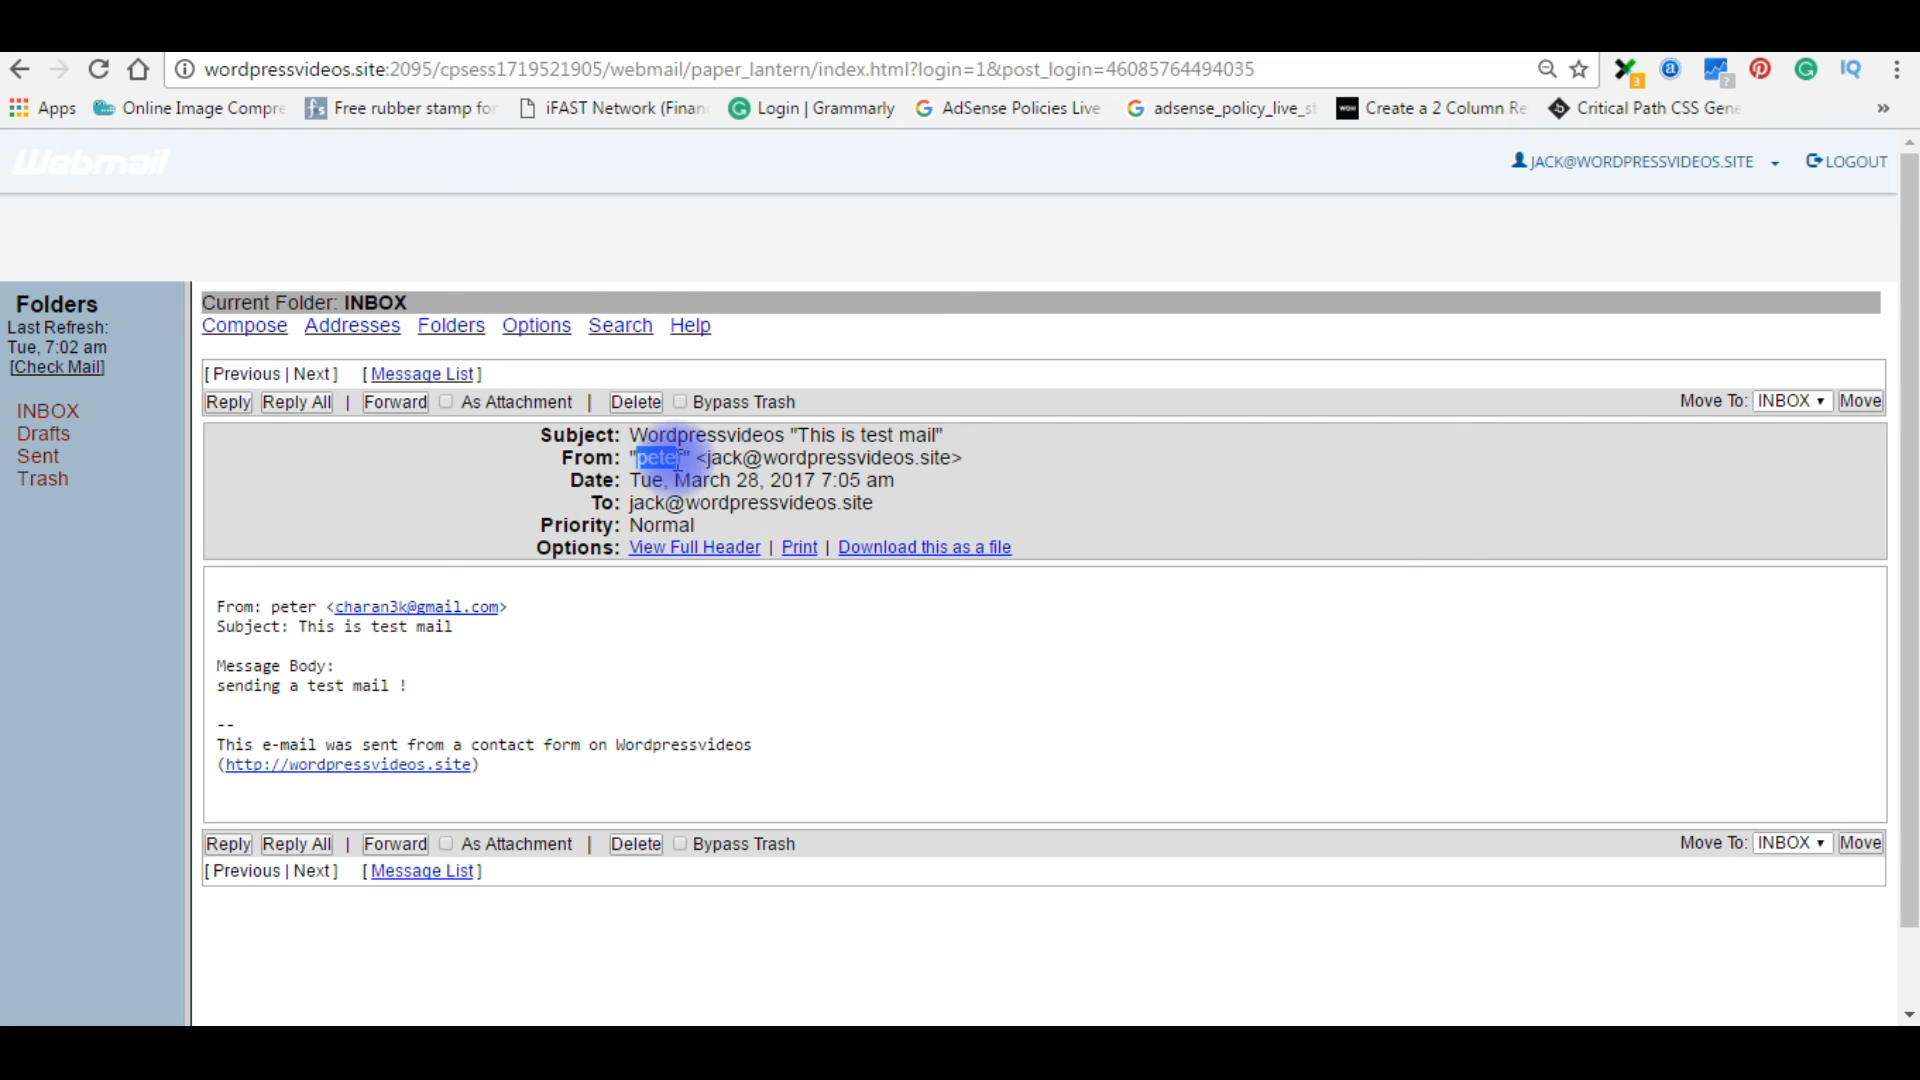 wordpressvideos.site:2095/cpsess1719521905/webmail/paper_lantern/index.html?login=1&post_login=46085764494035
3 a ? IQ
Apps Online Image Compre Free rubber stamp for iFAST Network (Finan Login | Grammarly AdSense Policies Live adsense_policy_live_st Create a 2 Column Re Critical Path CSS Gene »
Webmail JACK@WORDPRESSVIDEOS.SITE LOGOUT
Folders
Last Refresh:
Tue, 7:02 am
[Check Mail]
INBOX
Drafts
Sent
Trash
Current Folder: INBOX
Compose Addresses Folders Options Search Help
[ Previous | Next ] [ Message List ]
Reply Reply All | Forward As Attachment | Delete Bypass Trash Move To: INBOX Move
Subject: Wordpressvideos "This is test mail"
From: "peter" <jack@wordpressvideos.site>
Date: Tue, March 28, 2017 7:05 am
To: jack@wordpressvideos.site
Priority: Normal
Options: View Full Header | Print | Download this as a file
From: peter <charan3k@gmail.com>
Subject: This is test mail
Message Body:
sending a test mail !
--
This e-mail was sent from a contact form on Wordpressvideos
(http://wordpressvideos.site)
Reply Reply All | Forward As Attachment | Delete Bypass Trash Move To: INBOX Move
[ Previous | Next ] [ Message List ]